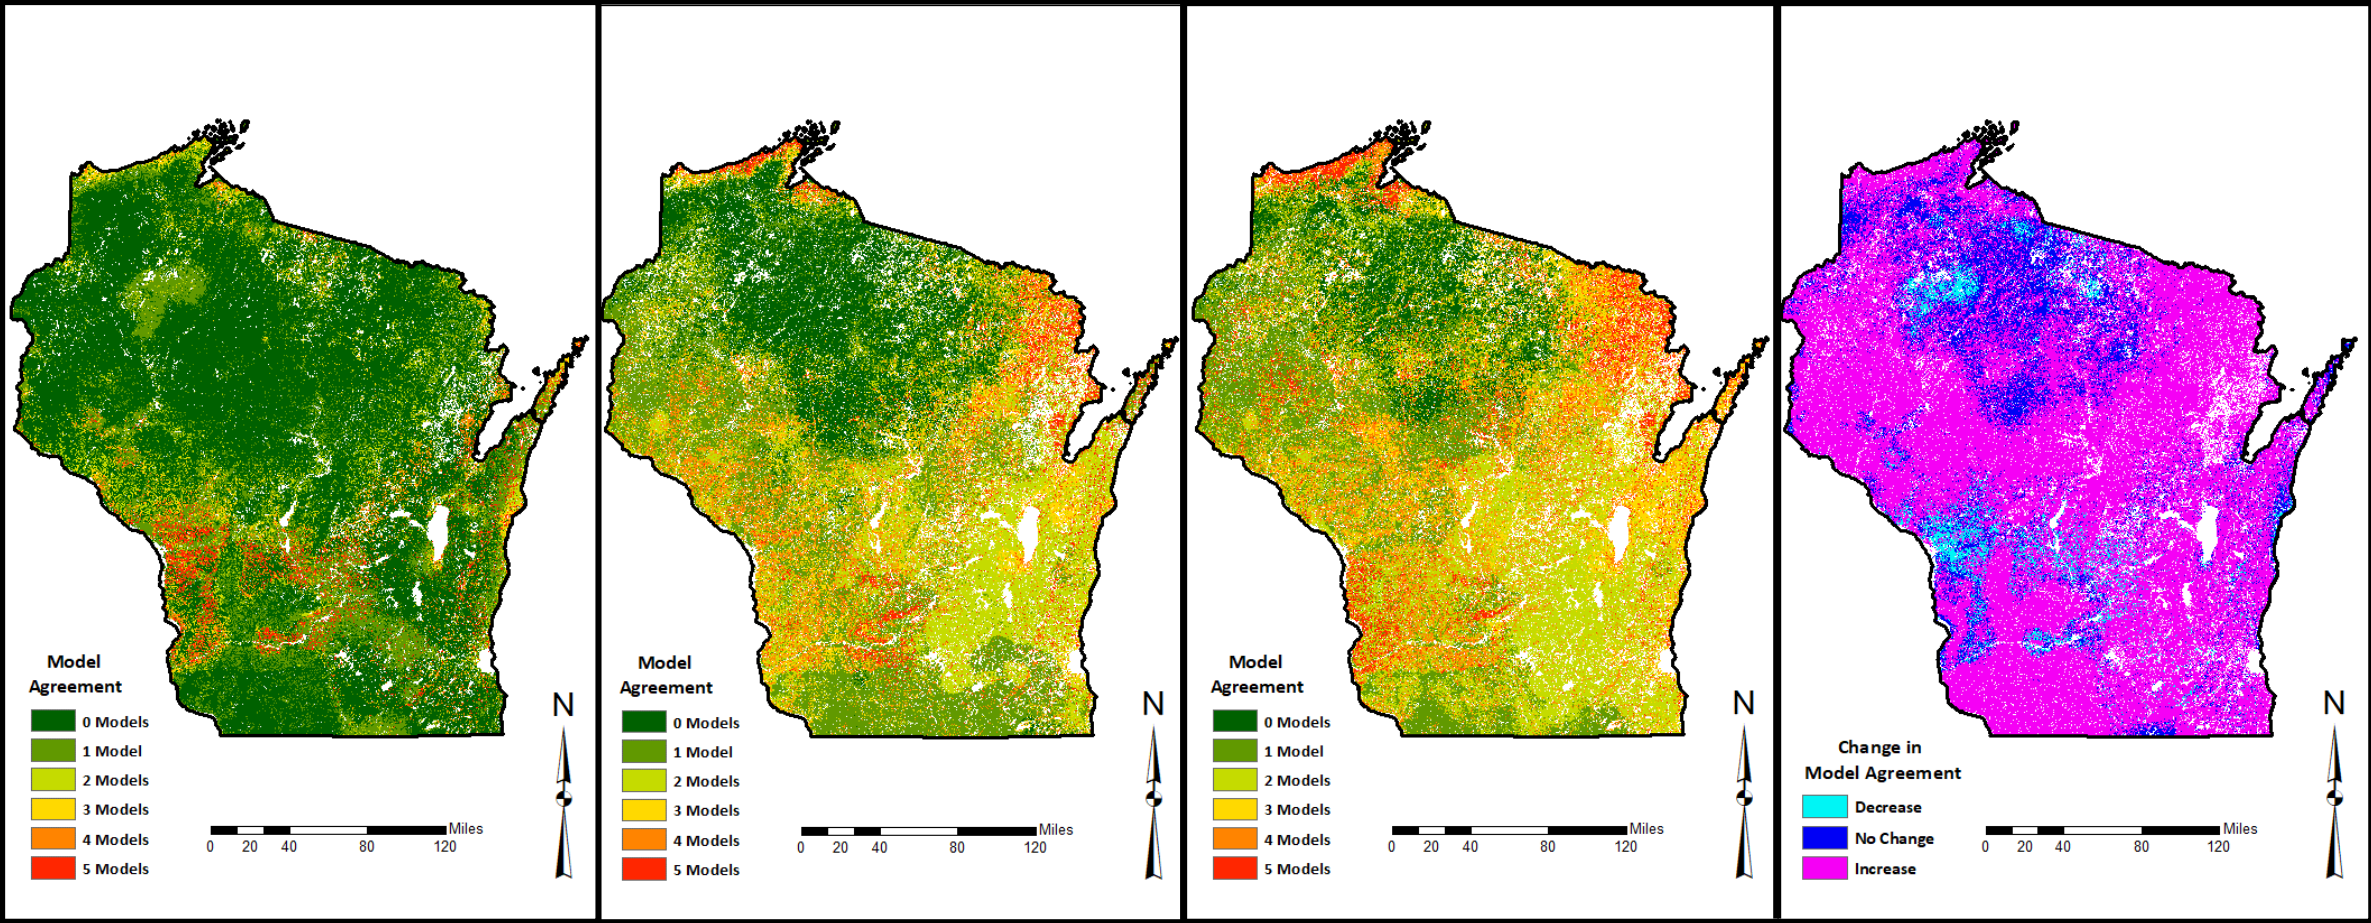 Model
Agreement
0 Models
1 Model
2 Models
3 Models
4 Models
5 Models
N
Miles
0 20 40 80 120
Model
Agreement
0 Models
1 Model
2 Models
3 Models
4 Models
5 Models
N
Miles
0 20 40 80 120
Model
Agreement
0 Models
1 Model
2 Models
3 Models
4 Models
5 Models
N
Miles
0 20 40 80 120
Change in
Model Agreement
Decrease
No Change
Increase
N
Miles
0 20 40 80 120